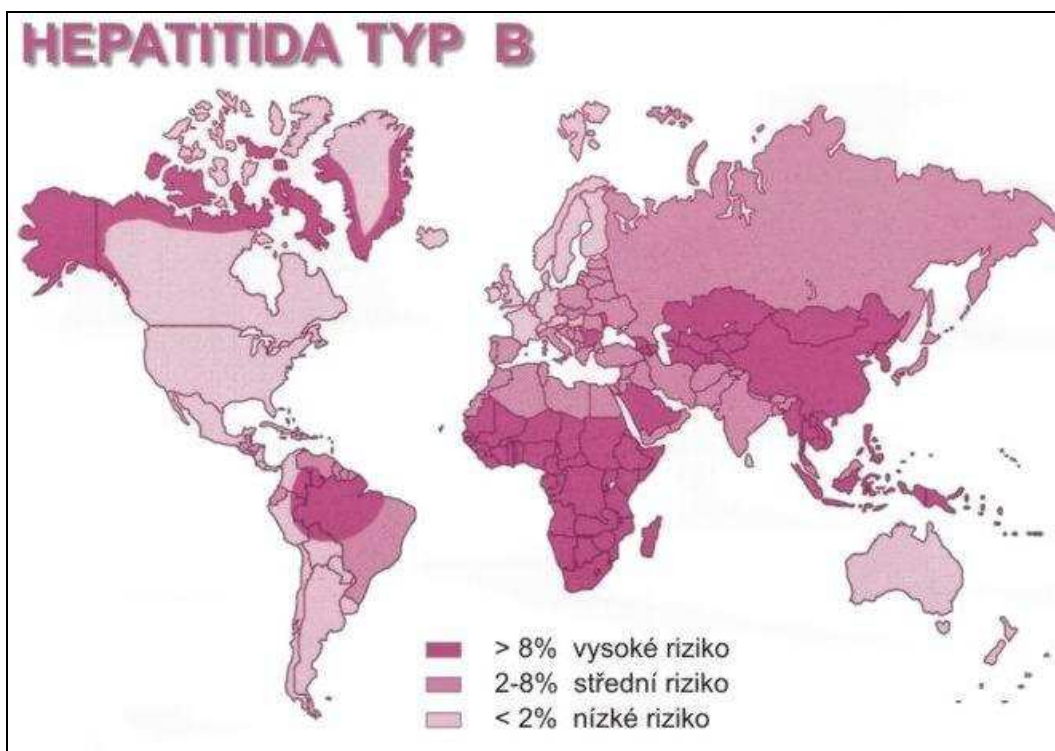 HEPATITIDA TYP B
> 8% vysoké riziko
2-8% střední riziko
< 2% nízké riziko